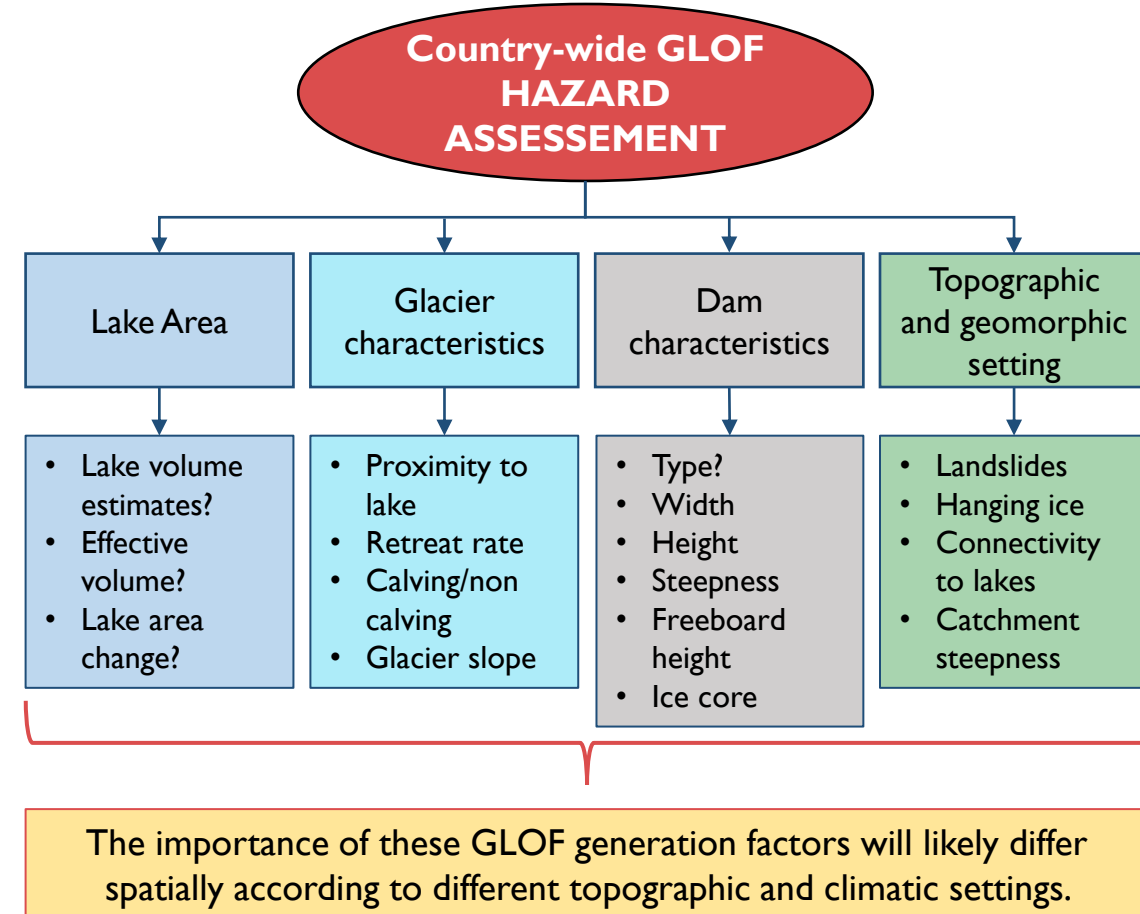 Country-wide GLOF
HAZARD
ASSESSEMENT
Lake Area
Glacier
characteristics
Dam
characteristics
Topographic
and geomorphic
setting
• Lake volume
estimates?
• Effective
volume?
• Lake area
change?
• Proximity to
lake
• Retreat rate
• Calving/non
calving
• Glacier slope
• Type?
• Width
• Height
• Steepness
• Freeboard
height
• Ice core
• Landslides
• Hanging ice
• Connectivity
to lakes
• Catchment
steepness
The importance of these GLOF generation factors will likely differ
spatially according to different topographic and climatic settings.